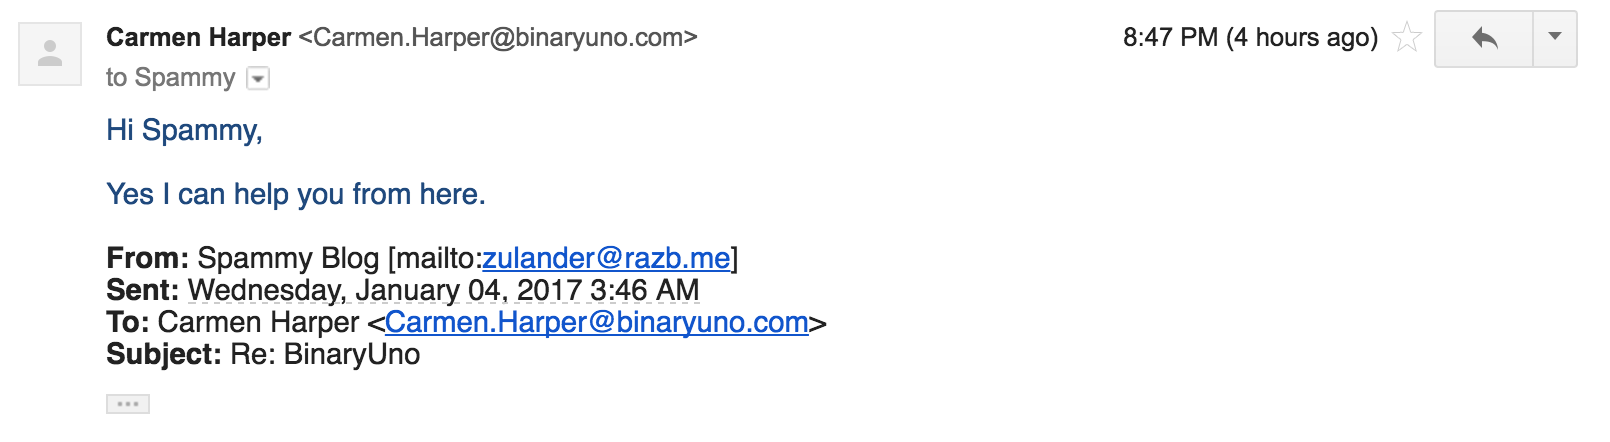 Carmen Harper <Carmen.Harper@binaryuno.com> 8:47 PM (4 hours ago)
to Spammy
Hi Spammy,
Yes I can help you from here.
From: Spammy Blog [mailto:zulander@razb.me]
Sent: Wednesday, January 04, 2017 3:46 AM
To: Carmen Harper <Carmen.Harper@binaryuno.com>
Subject: Re: BinaryUno